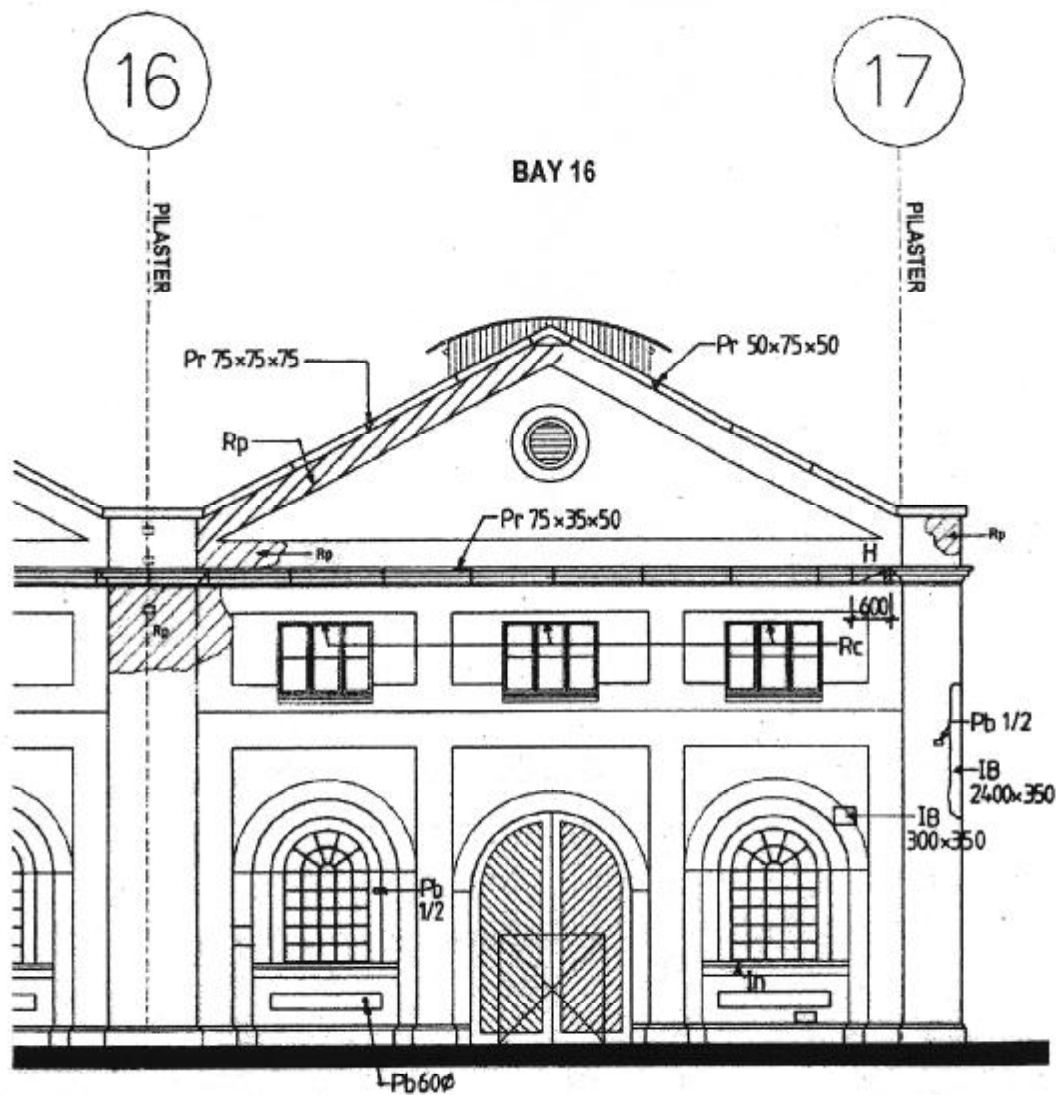 16
17
BAY 16
PILASTER
PILASTER
Pr 75×75×75
Pr 50×75×50
Rp
Pr 75×35×50
Rp
Rp
H
600
Rp
Rc
Pb 1/2
IB
2400×350
IB
300×350
Pb
1/2
In
Pb60ø